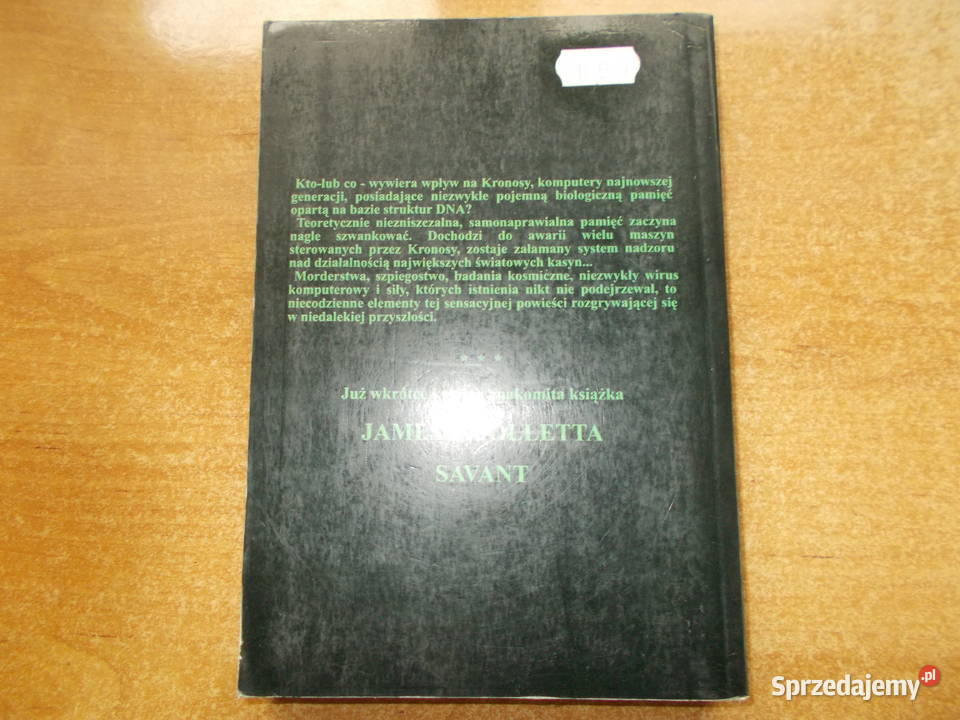 Kto-lub co - wywiera wpływ na Kronosy, komputery najnowszej
generacji, posiadające niezwykle pojemną biologiczną pamięć
opartą na bazie struktur DNA?
Teoretycznie niezniszczalna, samonaprawialna pamięć zaczyna
nagle szwankować. Dochodzi do awarii wielu maszyn
sterowanych przez Kronosy, zostaje załamany system nadzoru
nad działalnością największych światowych kasyn...
Morderstwa, szpiegostwo, badania kosmiczne, niezwykły wirus
komputerowy i siły, których istnienia nikt nie podejrzewał, to
niecodzienne elementy tej sensacyjnej powieści rozgrywającej się
w niedalekiej przyszłości.
* * *
Już wkrótce książka
SAVANT
Sprzedajemy.pl